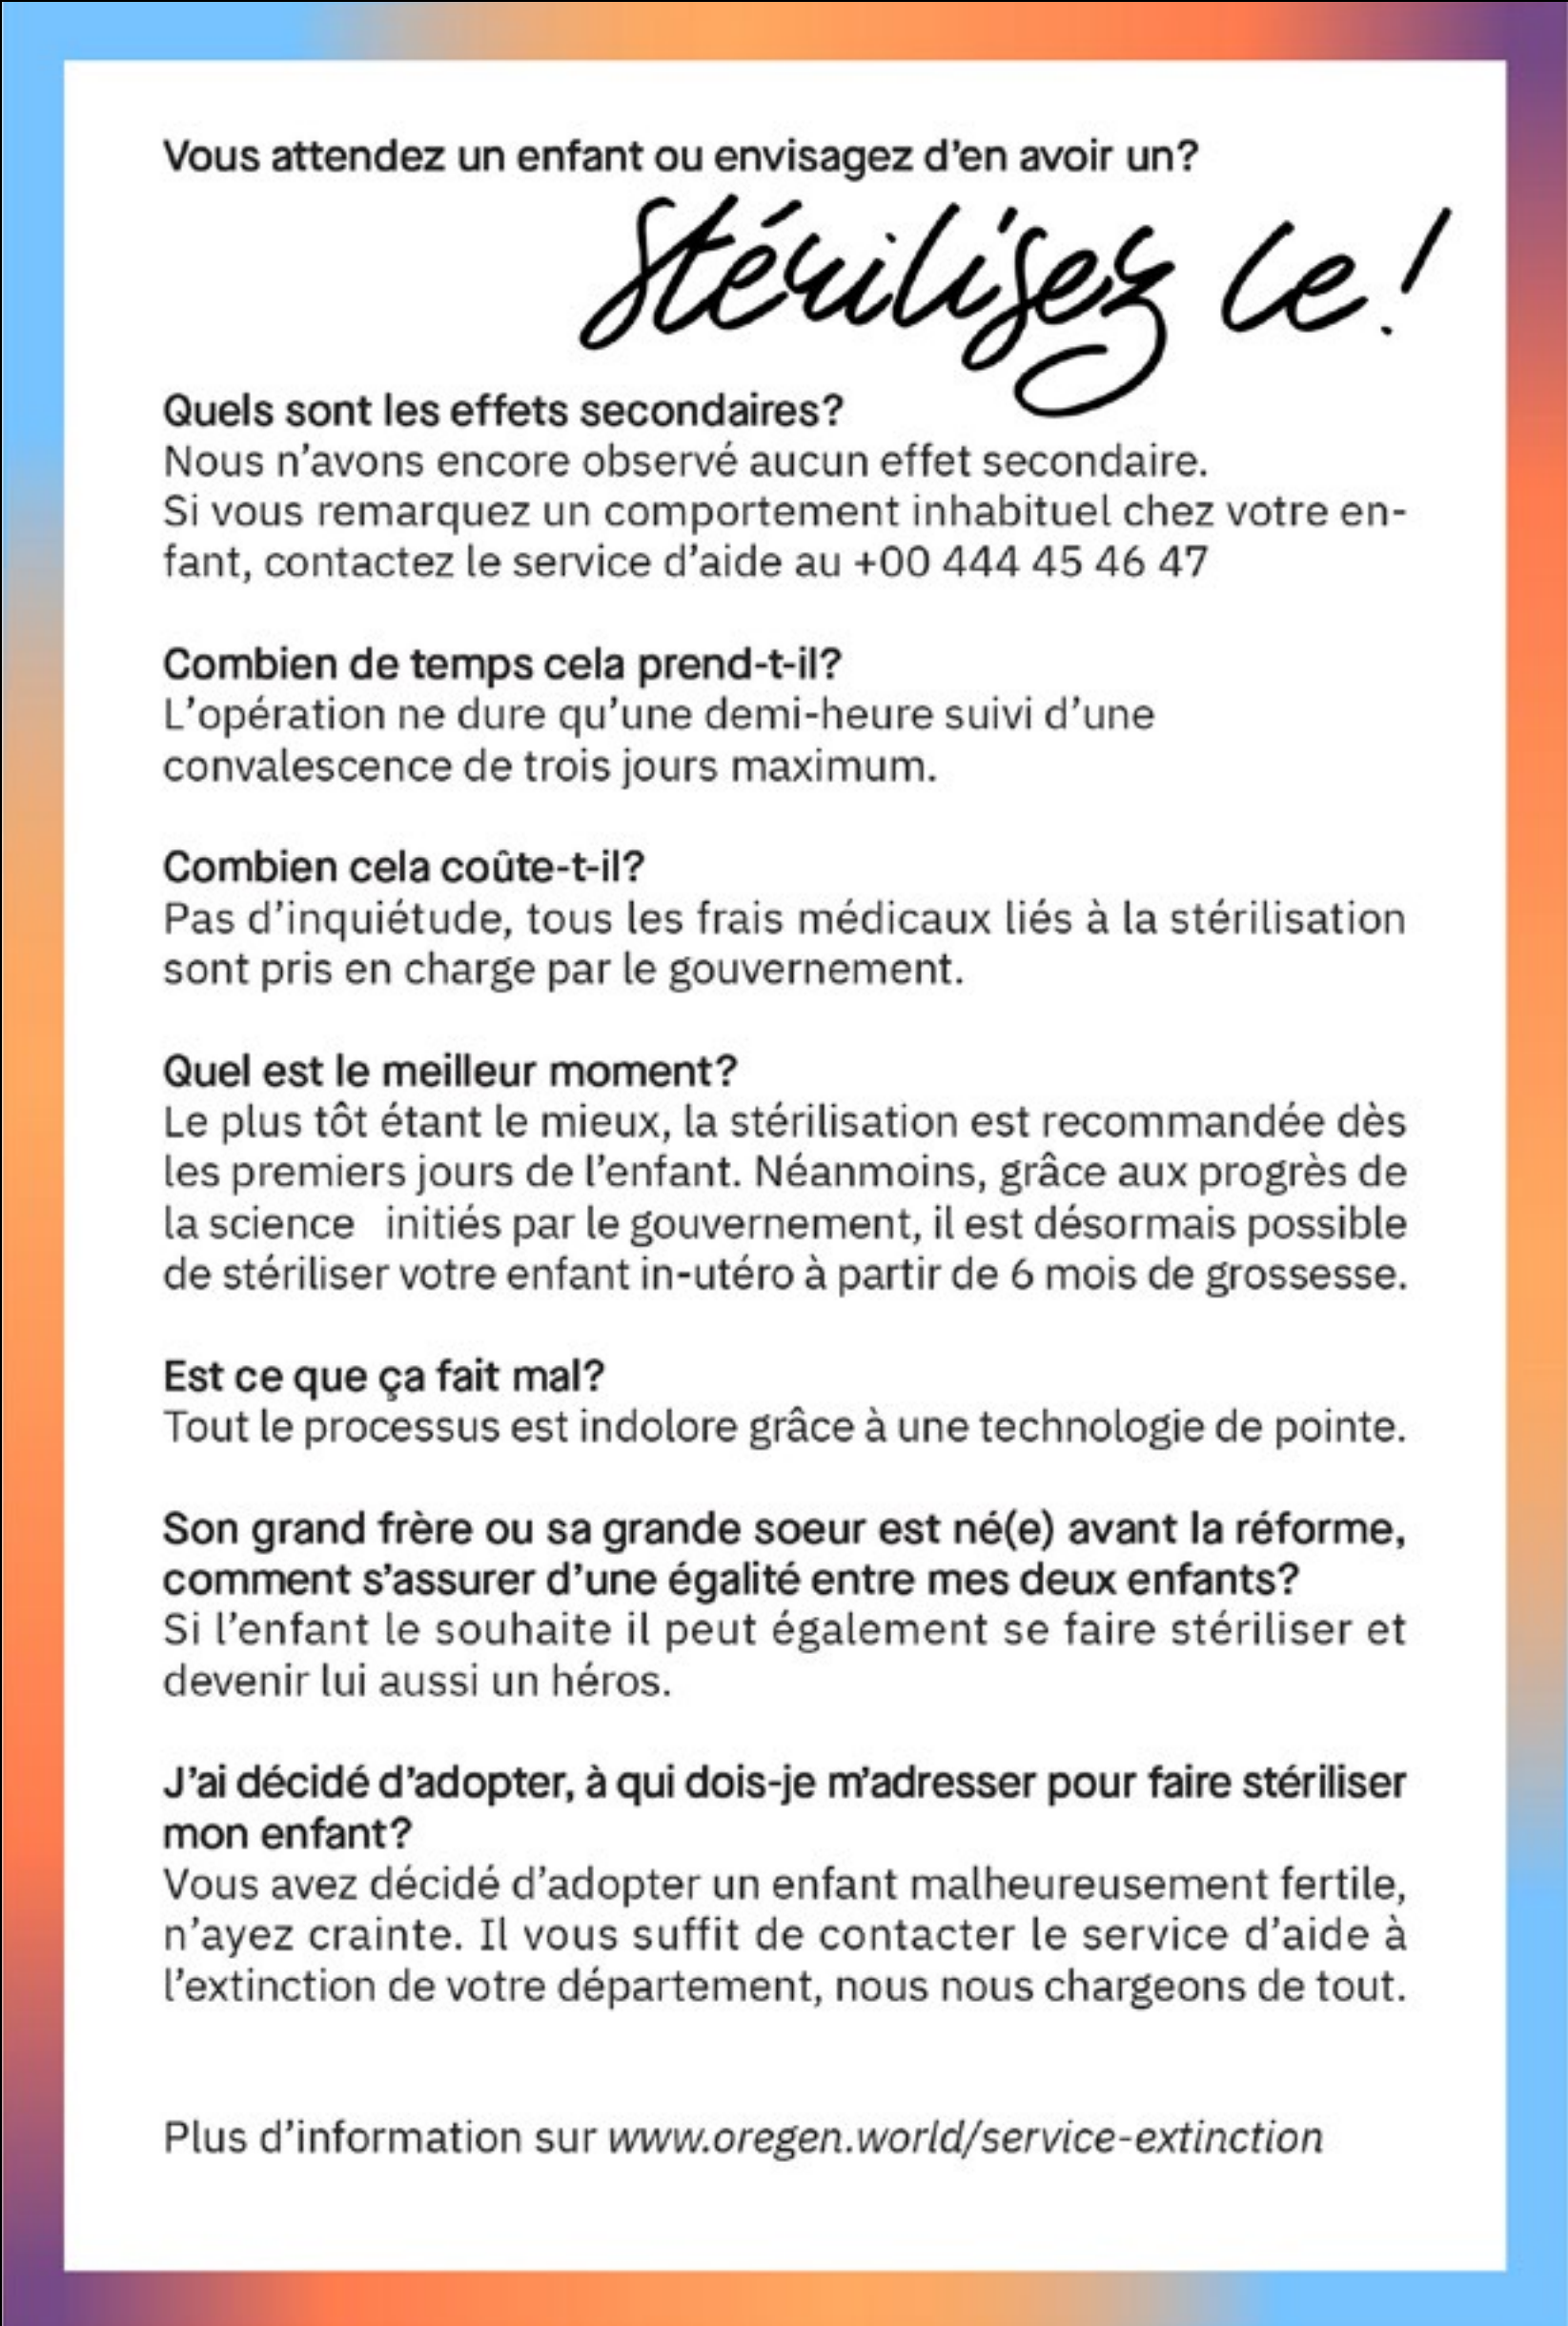 Vous attendez un enfant ou envisagez d’en avoir un?
Stérilisez le!
Quels sont les effets secondaires?
Nous n’avons encore observé aucun effet secondaire.
Si vous remarquez un comportement inhabituel chez votre en-
fant, contactez le service d’aide au +00 444 45 46 47
Combien de temps cela prend-t-il?
L’opération ne dure qu’une demi-heure suivi d’une
convalescence de trois jours maximum.
Combien cela coûte-t-il?
Pas d’inquiétude, tous les frais médicaux liés à la stérilisation
sont pris en charge par le gouvernement.
Quel est le meilleur moment?
Le plus tôt étant le mieux, la stérilisation est recommandée dès
les premiers jours de l’enfant. Néanmoins, grâce aux progrès de
la science initiés par le gouvernement, il est désormais possible
de stériliser votre enfant in-utéro à partir de 6 mois de grossesse.
Est ce que ça fait mal?
Tout le processus est indolore grâce à une technologie de pointe.
Son grand frère ou sa grande soeur est né(e) avant la réforme,
comment s’assurer d’une égalité entre mes deux enfants?
Si l’enfant le souhaite il peut également se faire stériliser et
devenir lui aussi un héros.
J’ai décidé d’adopter, à qui dois-je m’adresser pour faire stériliser
mon enfant?
Vous avez décidé d’adopter un enfant malheureusement fertile,
n’ayez crainte. Il vous suffit de contacter le service d’aide à
l’extinction de votre département, nous nous chargeons de tout.
Plus d’information sur www.oregen.world/service-extinction